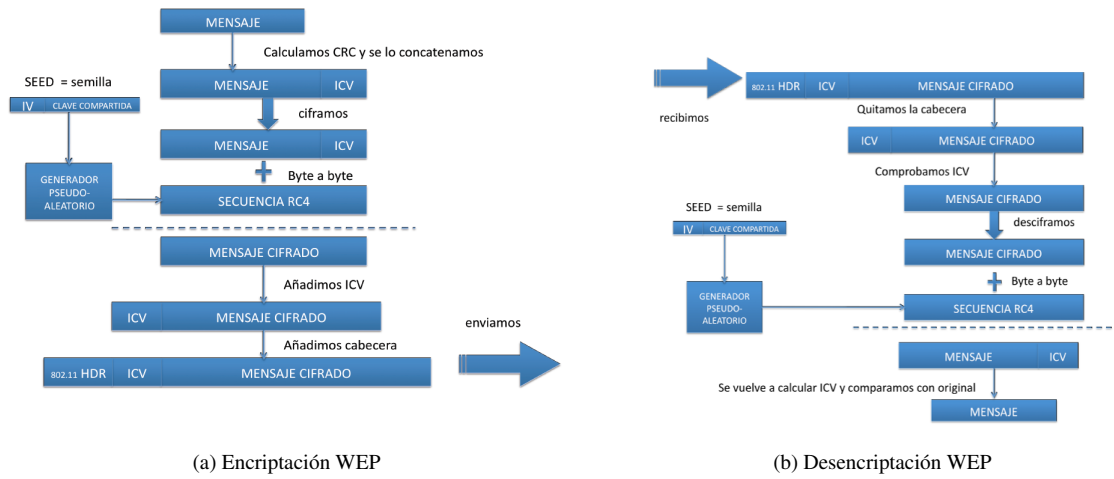 MENSAJE
Calculamos CRC y se lo concatenamos
SEED = semilla
MENSAJE ICV
IV CLAVE COMPARTIDA
ciframos
MENSAJE ICV
Byte a byte
GENERADOR
PSEUDO-
ALEATORIO
SECUENCIA RC4
MENSAJE CIFRADO
Añadimos ICV
ICV MENSAJE CIFRADO
Añadimos cabecera
802.11 HDR ICV MENSAJE CIFRADO
enviamos
(a) Encriptación WEP
recibimos
802.11 HDR ICV MENSAJE CIFRADO
Quitamos la cabecera
ICV MENSAJE CIFRADO
Comprobamos ICV
MENSAJE CIFRADO
SEED = semilla
desciframos
IV CLAVE COMPARTIDA
MENSAJE CIFRADO
Byte a byte
GENERADOR
PSEUDO-
ALEATORIO
SECUENCIA RC4
MENSAJE ICV
Se vuelve a calcular ICV y comparamos con original
MENSAJE
(b) Desencriptación WEP